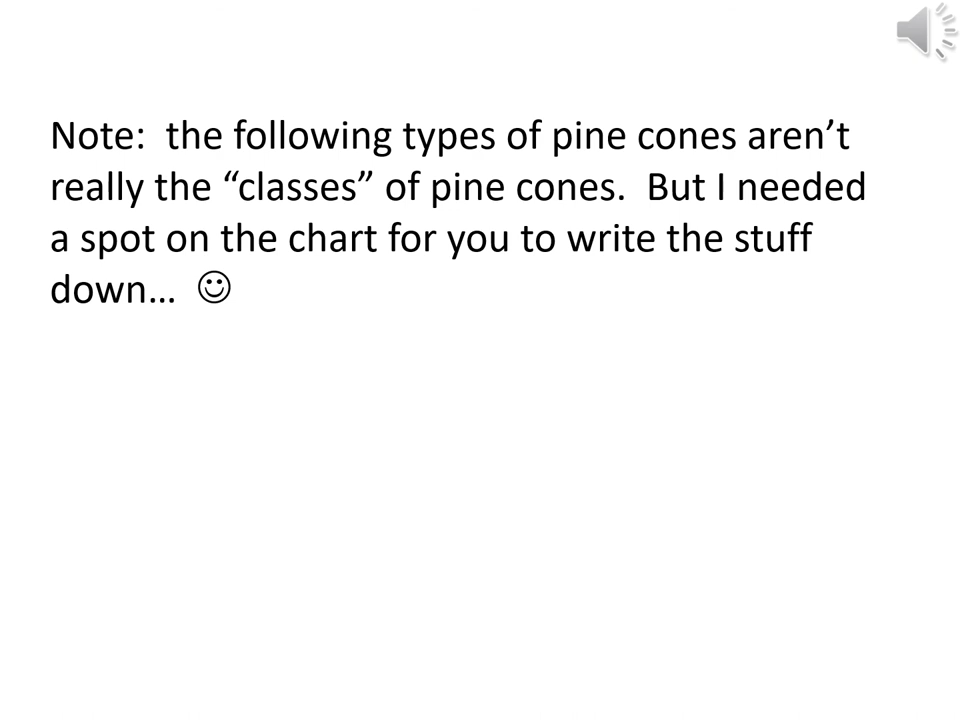 Note:  the following types of pine cones aren’t
really the “classes” of pine cones.  But I needed
a spot on the chart for you to write the stuff
down…  ☺